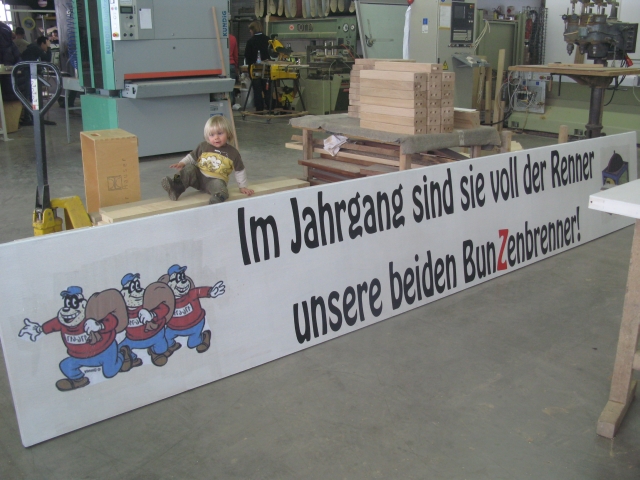 Im Jahrgang sind sie voll der Renner
unsere beiden BunZenbrenner!